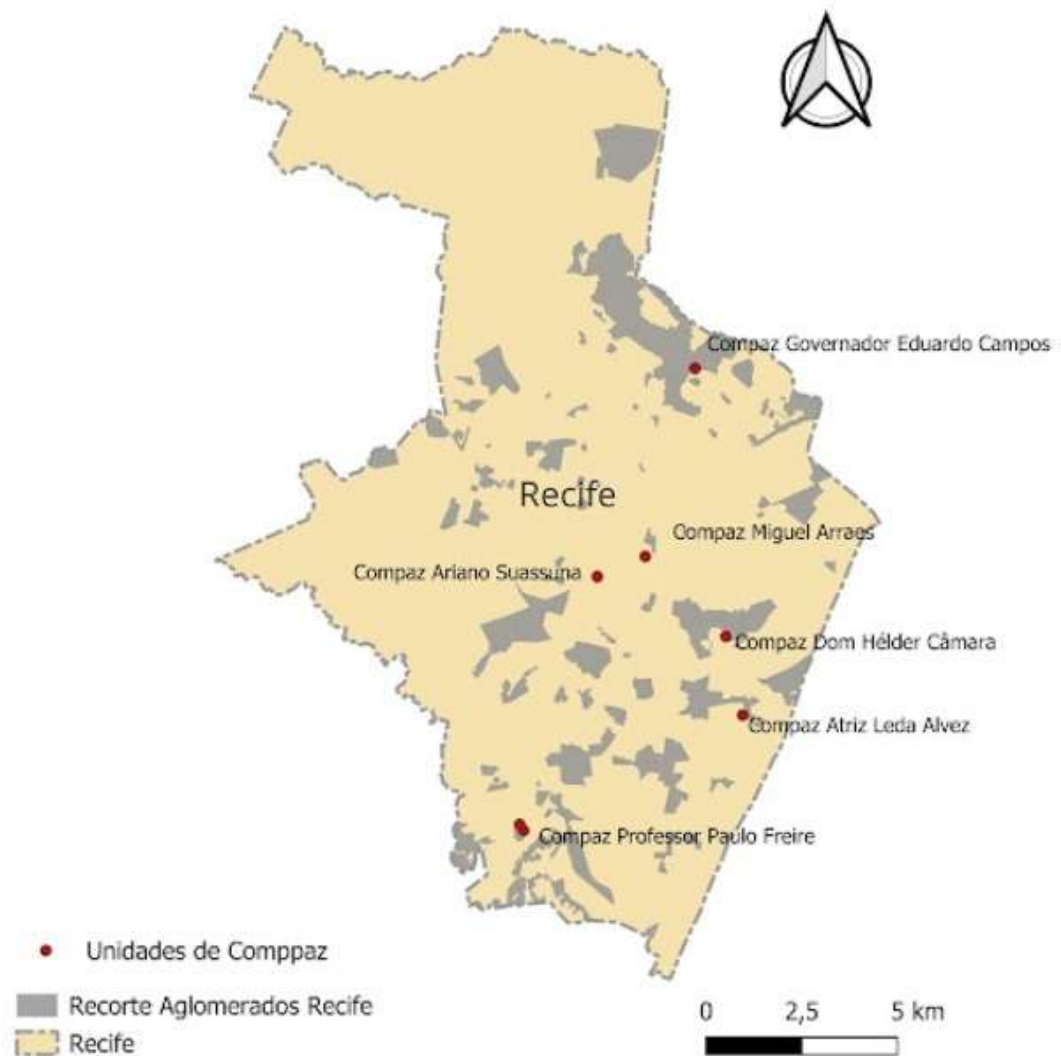 Compaz Governador Eduardo Campos
Recife
Compaz Miguel Arraes
Compaz Ariano Suassuna
Compaz Dom Hélder Câmara
Compaz Atriz Leda Alvez
Compaz Professor Paulo Freire
Unidades de Comppaz
Recorte Aglomerados Recife
Recife
0 2,5 5 km